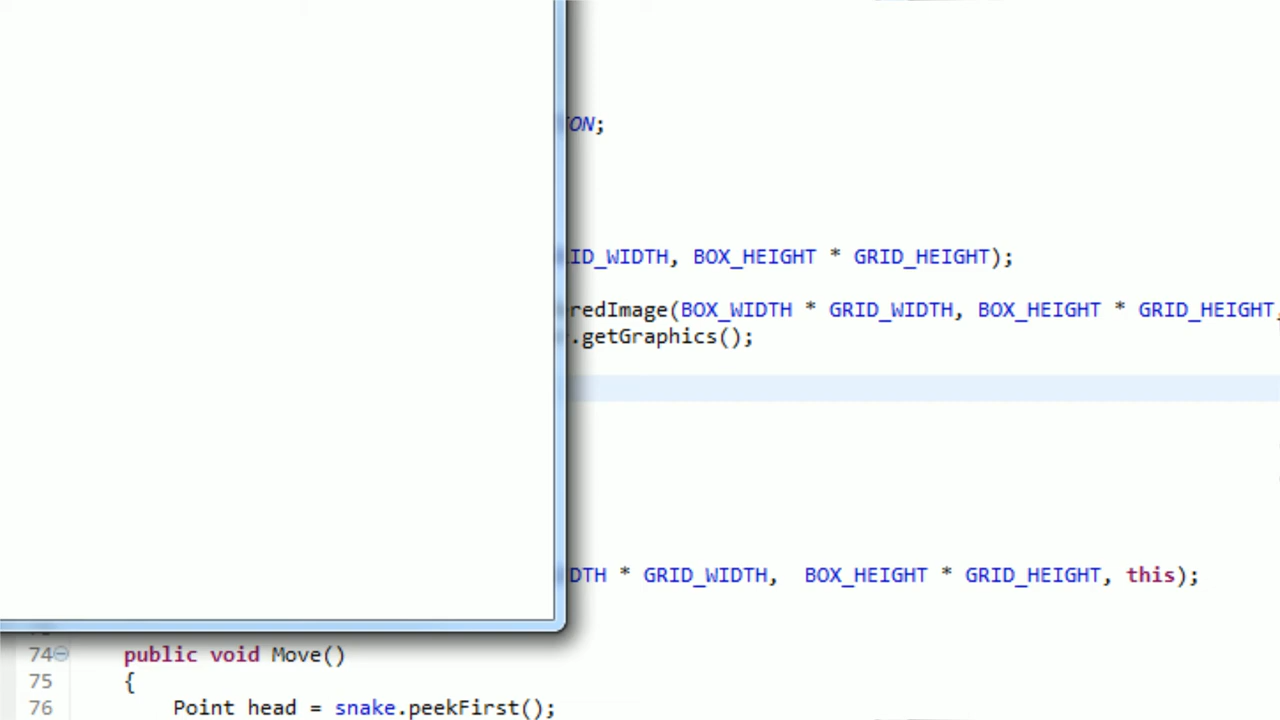 ON;
ID_WIDTH, BOX_HEIGHT * GRID_HEIGHT);
redImage(BOX_WIDTH * GRID_WIDTH, BOX_HEIGHT * GRID_HEIGHT,
.getGraphics();
DTH * GRID_WIDTH,  BOX_HEIGHT * GRID_HEIGHT, this);
74 public void Move()
75 {
76 Point head = snake.peekFirst();